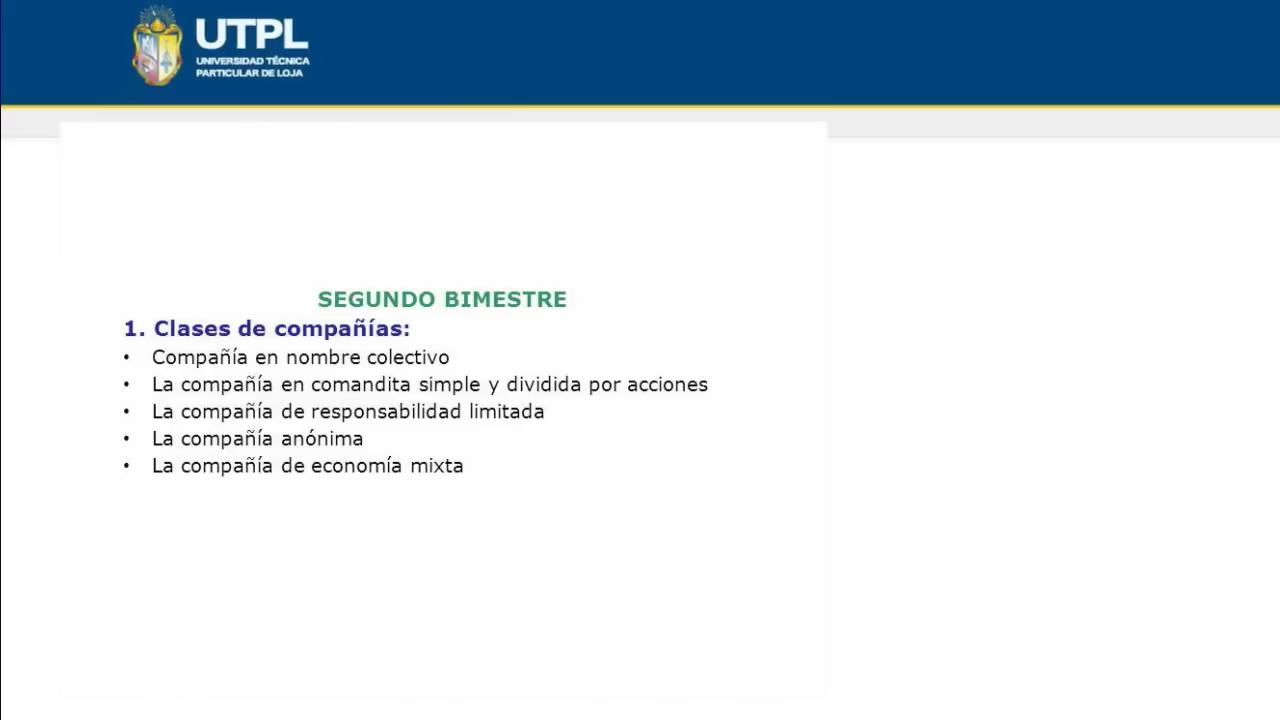 UTPL
UNIVERSIDAD TÉCNICA
PARTICULAR DE LOJA
SEGUNDO BIMESTRE
1. Clases de compañías:
• Compañía en nombre colectivo
• La compañía en comandita simple y dividida por acciones
• La compañía de responsabilidad limitada
• La compañía anónima
• La compañía de economía mixta